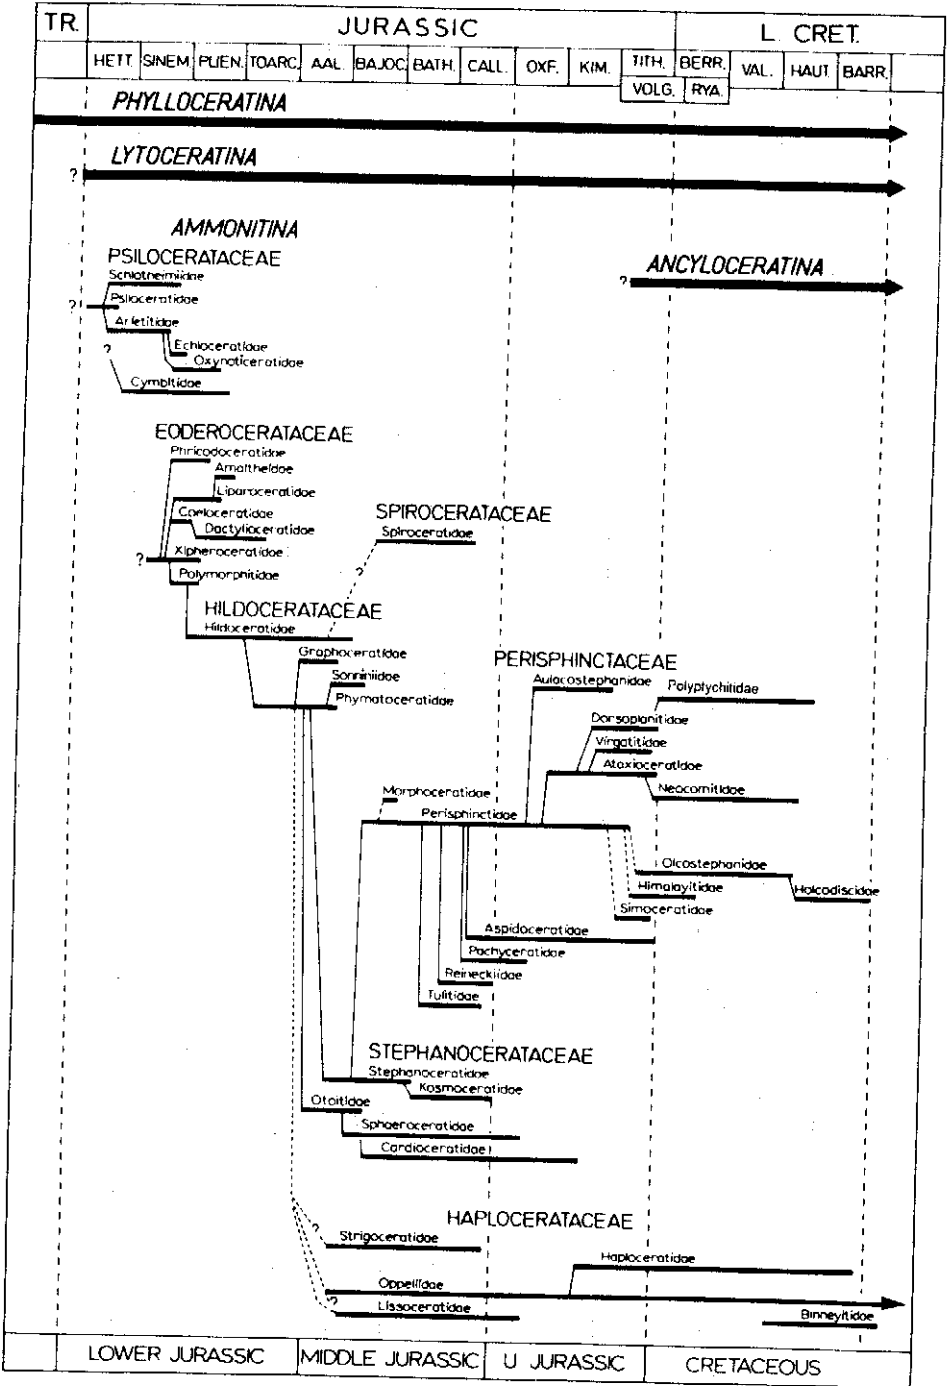 TR. JURASSIC L. CRET.
HETT. SINEM. PLIEN. TOARC. AAL. BAJOC. BATH. CALL. OXF. KIM. TITH. BERR. VAL. HAUT. BARR.
VOLG. RYA.
PHYLLOCERATINA
LYTOCERATINA
?
AMMONITINA
PSILOCERATACEAE
ANCYLOCERATINA
Schlotheimiidae
?
?
Psiloceratidae
Arietitidae
Echioceratidae
?
Oxynoticeratidae
Cymbitidae
EODEROCERATACEAE
Phricodoceratidae
Amaltheidae
Liparoceratidae
Coeloceratidae
SPIROCERATACEAE
Dactylioceratidae
Spiroceratidae
Xipheroceratidae
?
Polymorphitidae
?
HILDOCERATACEAE
Hildoceratidae
Graphoceratidae
PERISPHINCTACEAE
Sonniniidae
Aulacostephanidae
Polyptychitidae
Phymatoceratidae
Dorsoplanitidae
Virgatitidae
Ataxioceratidae
Morphoceratidae
Neocomitidae
Perisphinctidae
Olcostephanidae
Himalayitidae
Holcodiscidae
Simoceratidae
Aspidoceratidae
Pachyceratidae
Reineckiidae
Tulitidae
STEPHANOCERATACEAE
Stephanoceratidae
Kosmoceratidae
Otoitidae
Sphaeroceratidae
Cardioceratidae
HAPLOCERATACEAE
?
Strigoceratidae
Haploceratidae
Oppeliidae
?
Lissoceratidae
Binneyitidae
LOWER JURASSIC MIDDLE JURASSIC U JURASSIC CRETACEOUS